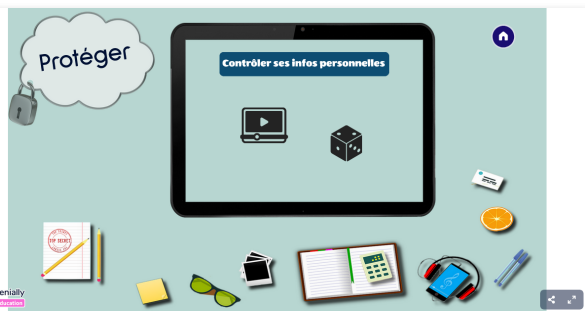 Protéger
Contrôler ses infos personnelles
TOP SECRET
enially
ducation